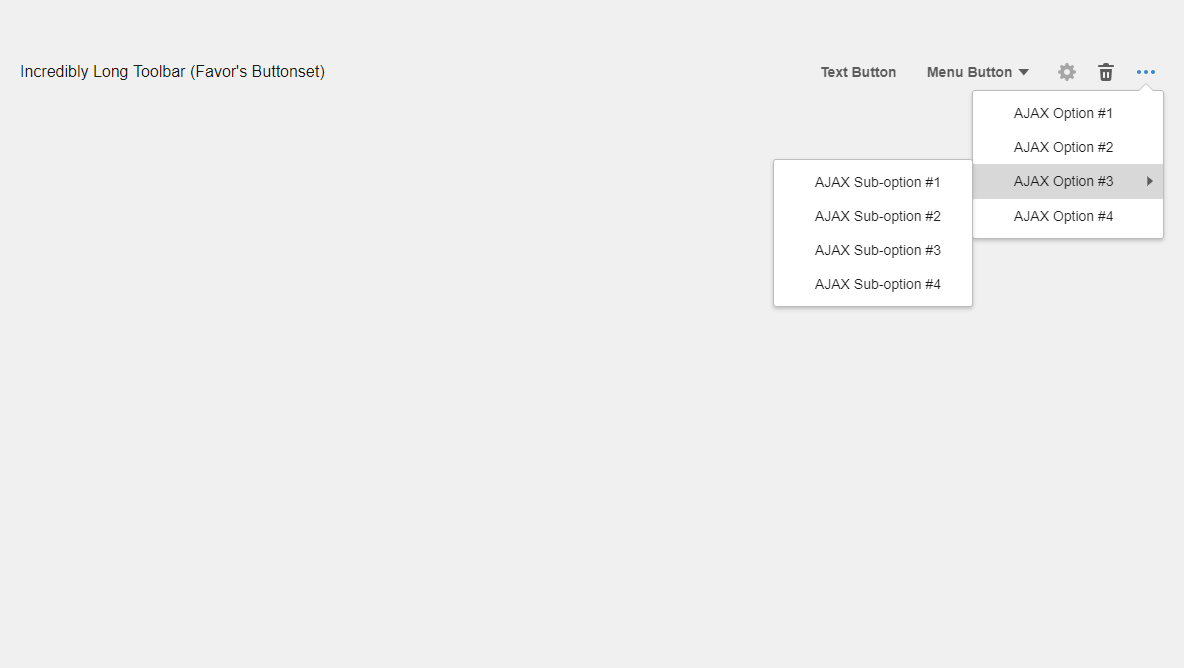 Incredibly Long Toolbar (Favor's Buttonset)
Text Button
Menu Button
AJAX Option #1
AJAX Option #2
AJAX Option #3
AJAX Option #4
AJAX Sub-option #1
AJAX Sub-option #2
AJAX Sub-option #3
AJAX Sub-option #4